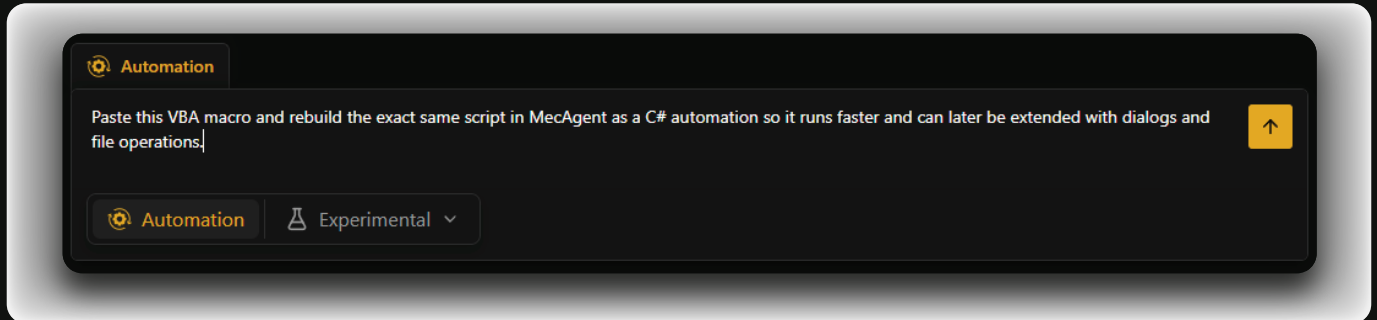 Automation
Paste this VBA macro and rebuild the exact same script in MecAgent as a C# automation so it runs faster and can later be extended with dialogs and
file operations.
Automation
Experimental